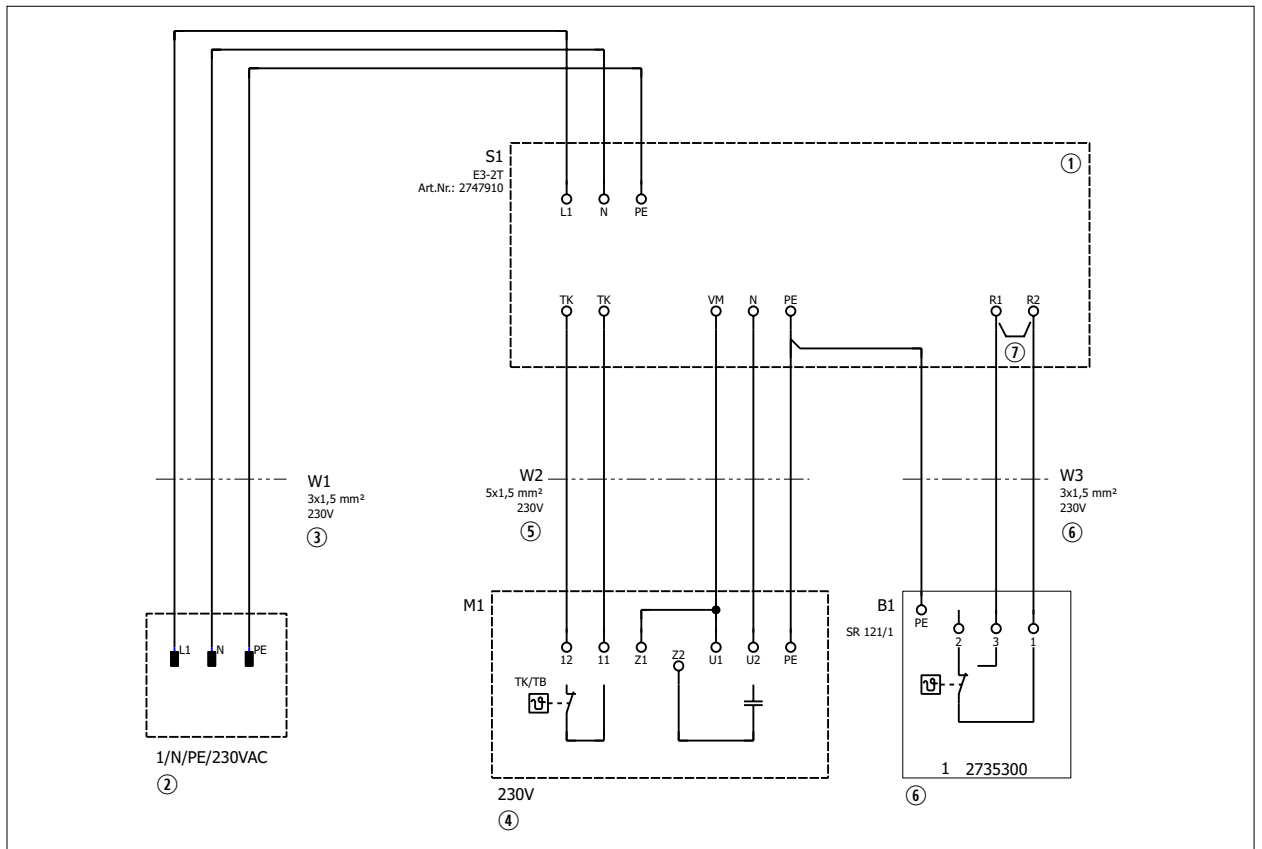 S1
E3-2T
Art.Nr.: 2747910
①
L1 N PE
TK TK VM N PE R1 R2
⑦
W1
3x1,5 mm²
230V
③
W2
5x1,5 mm²
230V
⑤
W3
3x1,5 mm²
230V
⑥
L1 N PE
1/N/PE/230VAC
②
M1
12 11 Z1 Z2 U1 U2 PE
TK/TB
ϑ
230V
④
B1
SR 121/1
PE
2 3 1
ϑ
1 2735300
⑥